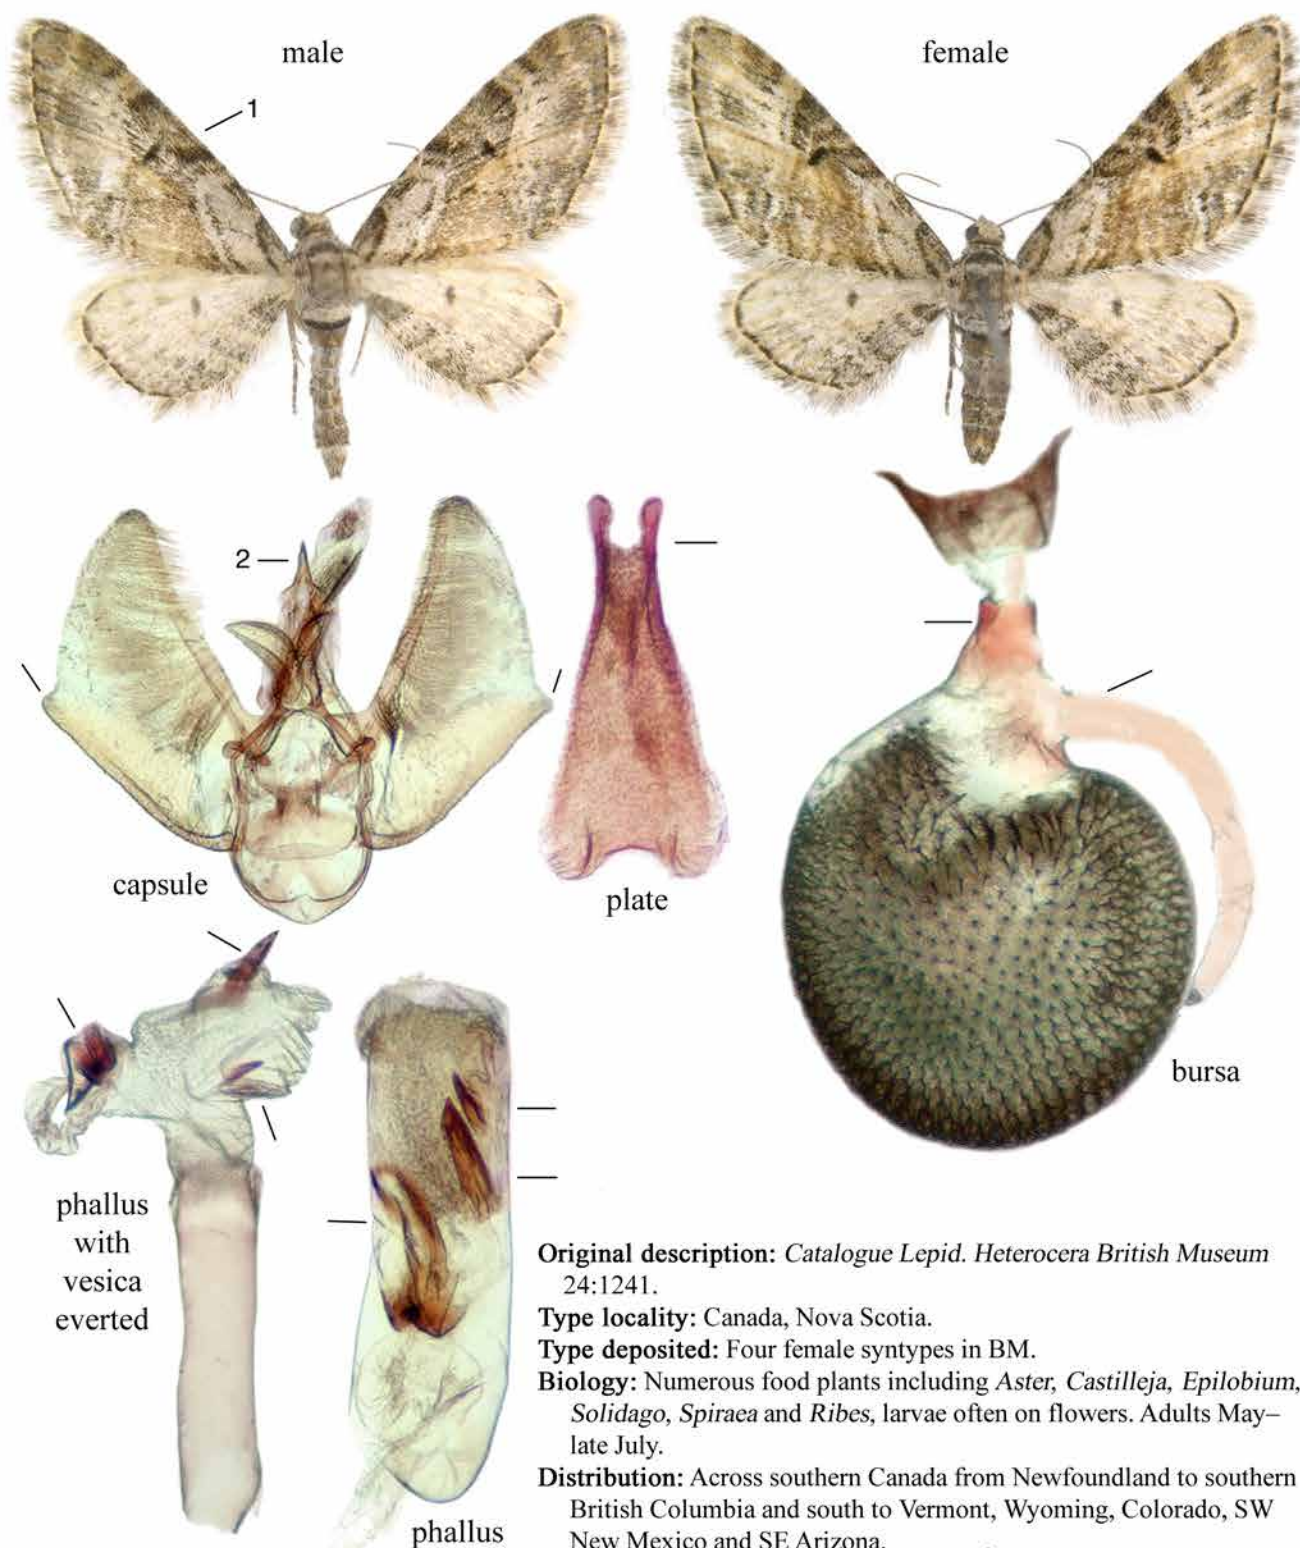 male
female
1
2
capsule
plate
bursa
phallus
with
vesica
everted
phallus
Original description: Catalogue Lepid. Heterocera British Museum
24:1241.
Type locality: Canada, Nova Scotia.
Type deposited: Four female syntypes in BM.
Biology: Numerous food plants including Aster, Castilleja, Epilobium,
Solidago, Spiraea and Ribes, larvae often on flowers. Adults May–
late July.
Distribution: Across southern Canada from Newfoundland to southern
British Columbia and south to Vermont, Wyoming, Colorado, SW
New Mexico and SE Arizona.